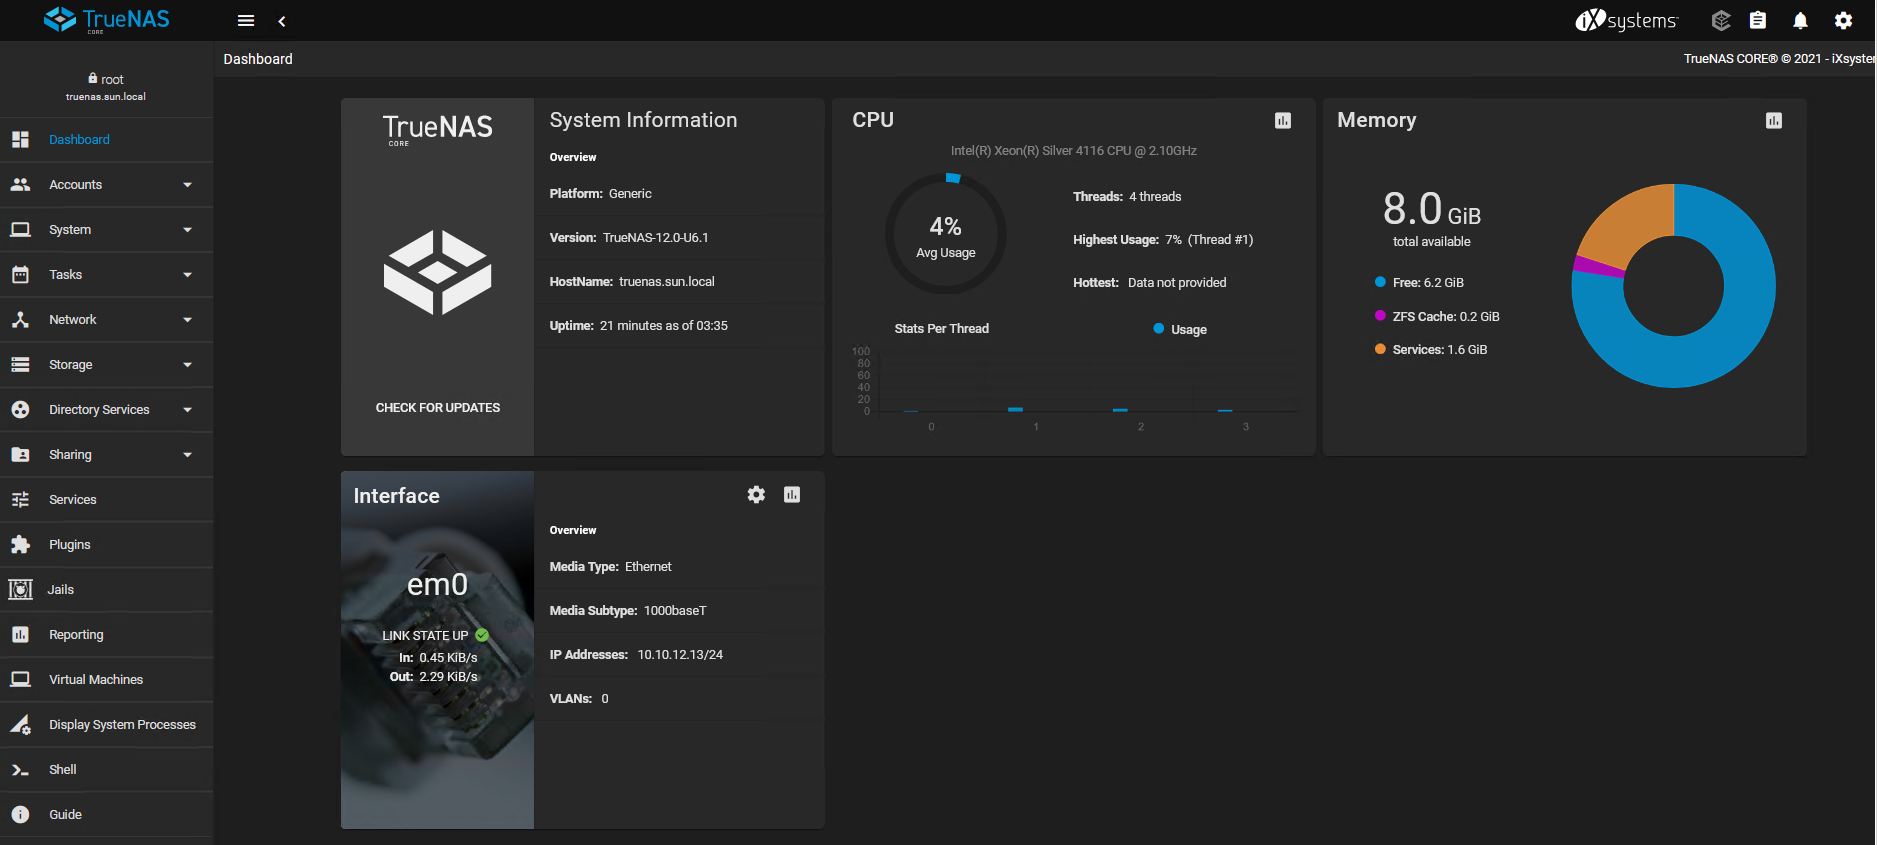 TrueNAS
CORE
iXsystems
Dashboard
TrueNAS CORE® © 2021 - iXsyster
root
truenas.sun.local
Dashboard
Accounts
System
Tasks
Network
Storage
Directory Services
Sharing
Services
Plugins
Jails
Reporting
Virtual Machines
Display System Processes
Shell
Guide
TrueNAS
CORE
CHECK FOR UPDATES
System Information
Overview
Platform: Generic
Version: TrueNAS-12.0-U6.1
HostName: truenas.sun.local
Uptime: 21 minutes as of 03:35
CPU
Intel(R) Xeon(R) Silver 4116 CPU @ 2.10GHz
4%
Avg Usage
Threads: 4 threads
Highest Usage: 7% (Thread #1)
Hottest: Data not provided
Stats Per Thread
Usage
100
80
60
40
20
0
0 1 2 3
Memory
8.0 GiB
total available
Free: 6.2 GiB
ZFS Cache: 0.2 GiB
Services: 1.6 GiB
Interface
em0
LINK STATE UP
In: 0.45 KiB/s
Out: 2.29 KiB/s
Overview
Media Type: Ethernet
Media Subtype: 1000baseT
IP Addresses: 10.10.12.13/24
VLANs: 0